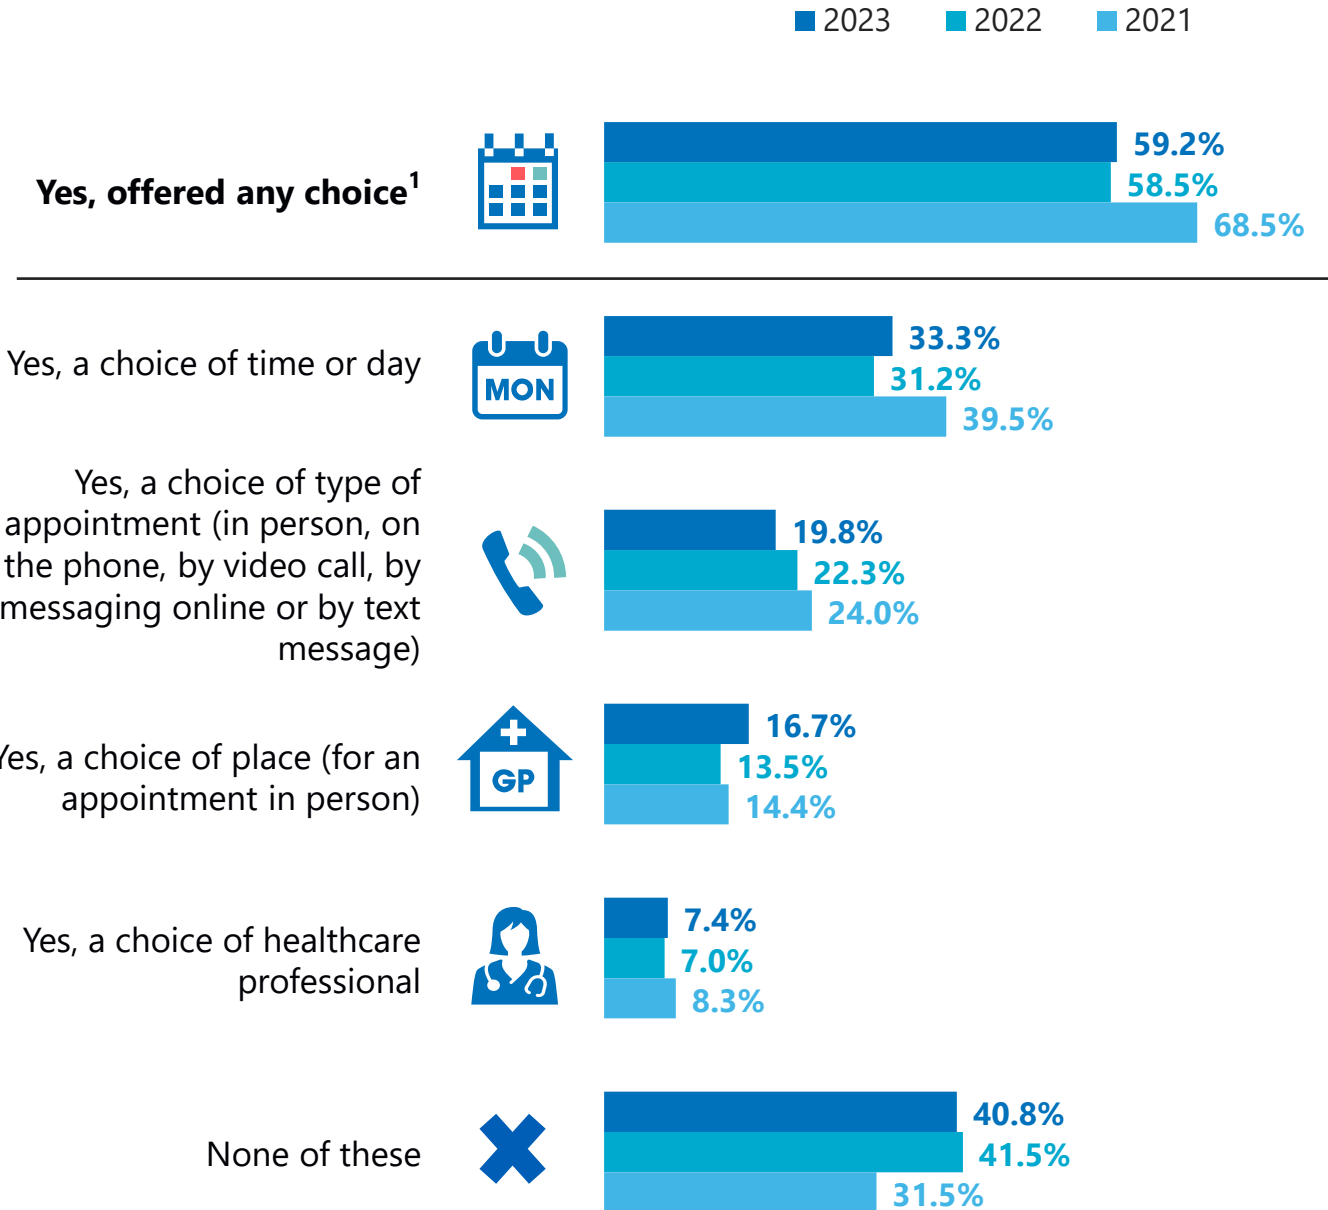 2023 2022 2021
Yes, offered any choice¹
59.2%
58.5%
68.5%
Yes, a choice of time or day
MON
33.3%
31.2%
39.5%
Yes, a choice of type of
appointment (in person, on
the phone, by video call, by
messaging online or by text
message)
19.8%
22.3%
24.0%
Yes, a choice of place (for an
appointment in person)
GP
16.7%
13.5%
14.4%
Yes, a choice of healthcare
professional
7.4%
7.0%
8.3%
None of these
40.8%
41.5%
31.5%